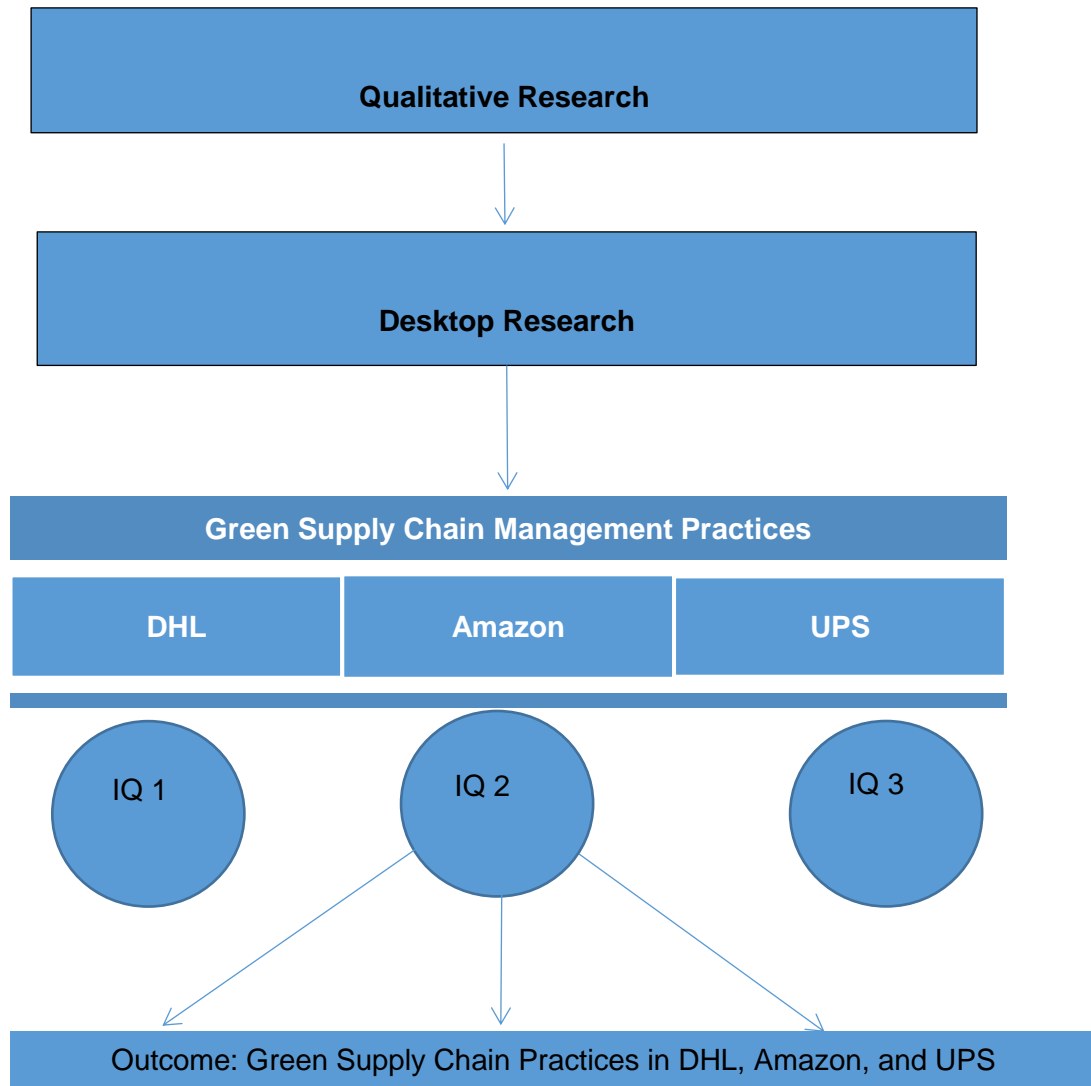 Qualitative Research
Desktop Research
Green Supply Chain Management Practices
DHL
Amazon
UPS
IQ 1
IQ 2
IQ 3
Outcome: Green Supply Chain Practices in DHL, Amazon, and UPS